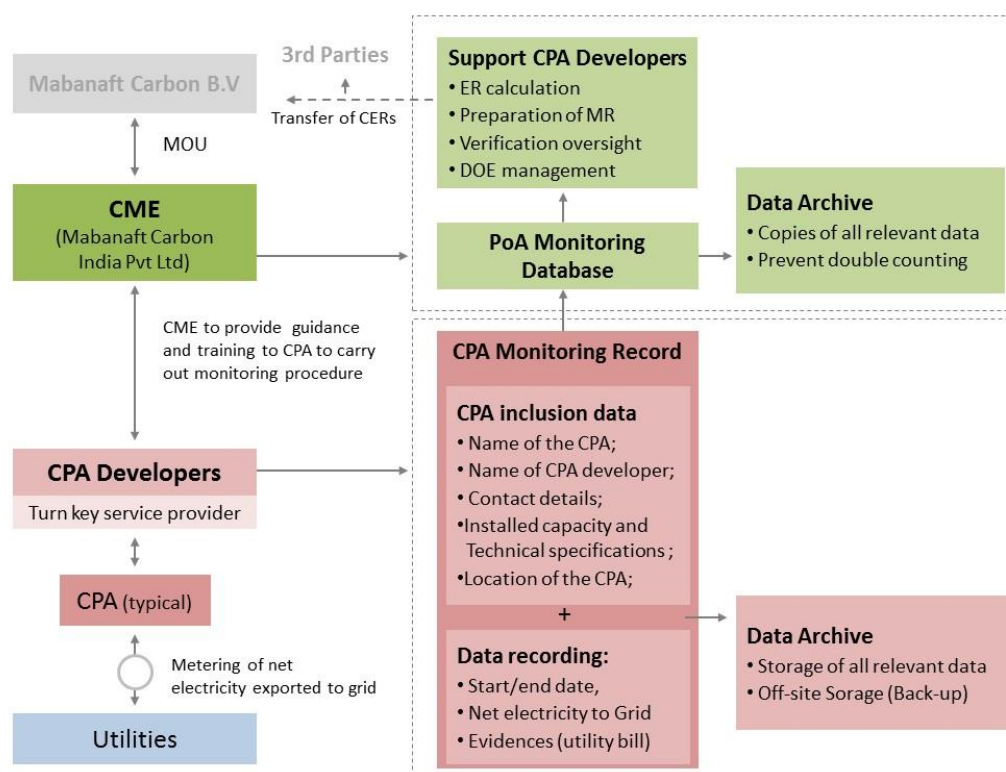 Mabanaft Carbon B.V
3rd Parties
Transfer of CERs
MOU
CME
(Mabanaft Carbon
India Pvt Ltd)
CME to provide guidance
and training to CPA to carry
out monitoring procedure
CPA Developers
Turn key service provider
CPA (typical)
Metering of net
electricity exported to grid
Utilities
Support CPA Developers
• ER calculation
• Preparation of MR
• Verification oversight
• DOE management
PoA Monitoring
Database
Data Archive
• Copies of all relevant data
• Prevent double counting
CPA Monitoring Record
CPA inclusion data
• Name of the CPA;
• Name of CPA developer;
• Contact details;
• Installed capacity and
Technical specifications ;
• Location of the CPA;
+
Data recording:
• Start/end date,
• Net electricity to Grid
• Evidences (utility bill)
Data Archive
• Storage of all relevant data
• Off-site Sorage (Back-up)